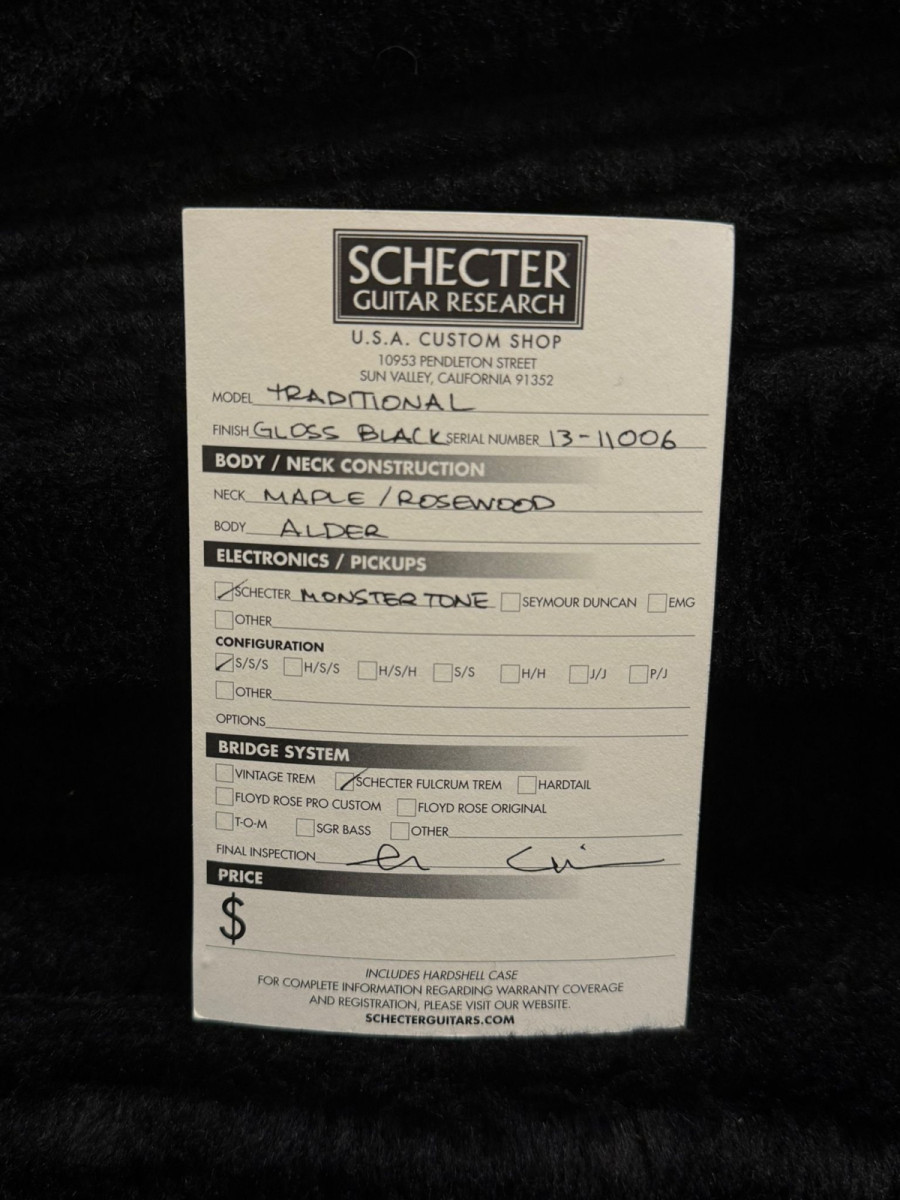 SCHECTER
GUITAR RESEARCH
U.S.A. CUSTOM SHOP
10953 PENDLETON STREET
SUN VALLEY, CALIFORNIA 91352
MODEL TRADITIONAL
FINISH GLOSS BLACK SERIAL NUMBER 13-11006
BODY / NECK CONSTRUCTION
NECK MAPLE / ROSEWOOD
BODY ALDER
ELECTRONICS / PICKUPS
SCHECTER MONSTER TONE SEYMOUR DUNCAN EMG
OTHER
CONFIGURATION
S/S/S H/S/S H/S/H S/S H/H J/J P/J
OTHER
OPTIONS
BRIDGE SYSTEM
VINTAGE TREM SCHECTER FULCRUM TREM HARDTAIL
FLOYD ROSE PRO CUSTOM FLOYD ROSE ORIGINAL
T-O-M SGR BASS OTHER
FINAL INSPECTION
PRICE
$
INCLUDES HARDSHELL CASE
FOR COMPLETE INFORMATION REGARDING WARRANTY COVERAGE
AND REGISTRATION, PLEASE VISIT OUR WEBSITE.
SCHECTERGUITARS.COM